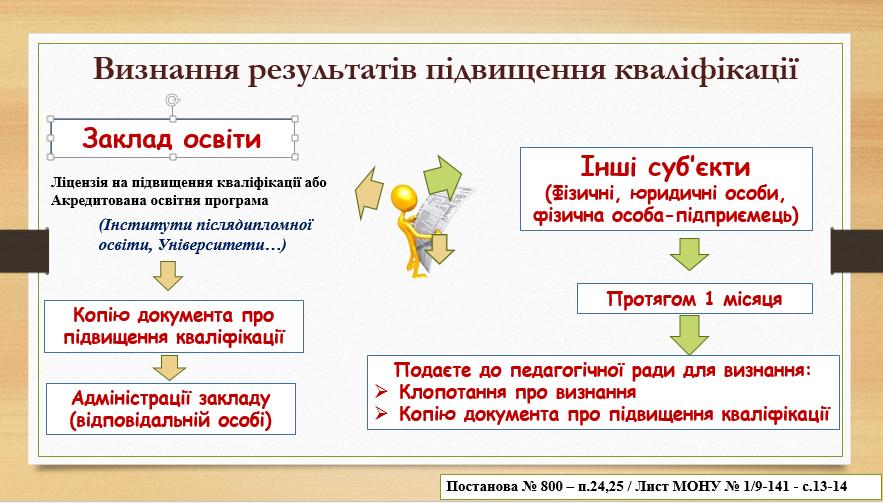 Визнання результатів підвищення кваліфікації
Заклад освіти
Ліцензія на підвищення кваліфікації або
Акредитована освітня програма
(Інститути післядипломної
освіти, Університети…)
Копію документа про
підвищення кваліфікації
Адміністрації закладу
(відповідальній особі)
Інші суб’єкти
(Фізичні, юридичні особи,
фізична особа-підприємець)
Протягом 1 місяця
Подаєте до педагогічної ради для визнання:
➢ Клопотання про визнання
➢ Копію документа про підвищення кваліфікації
Постанова № 800 – п.24,25 / Лист МОНУ № 1/9-141 - с.13-14